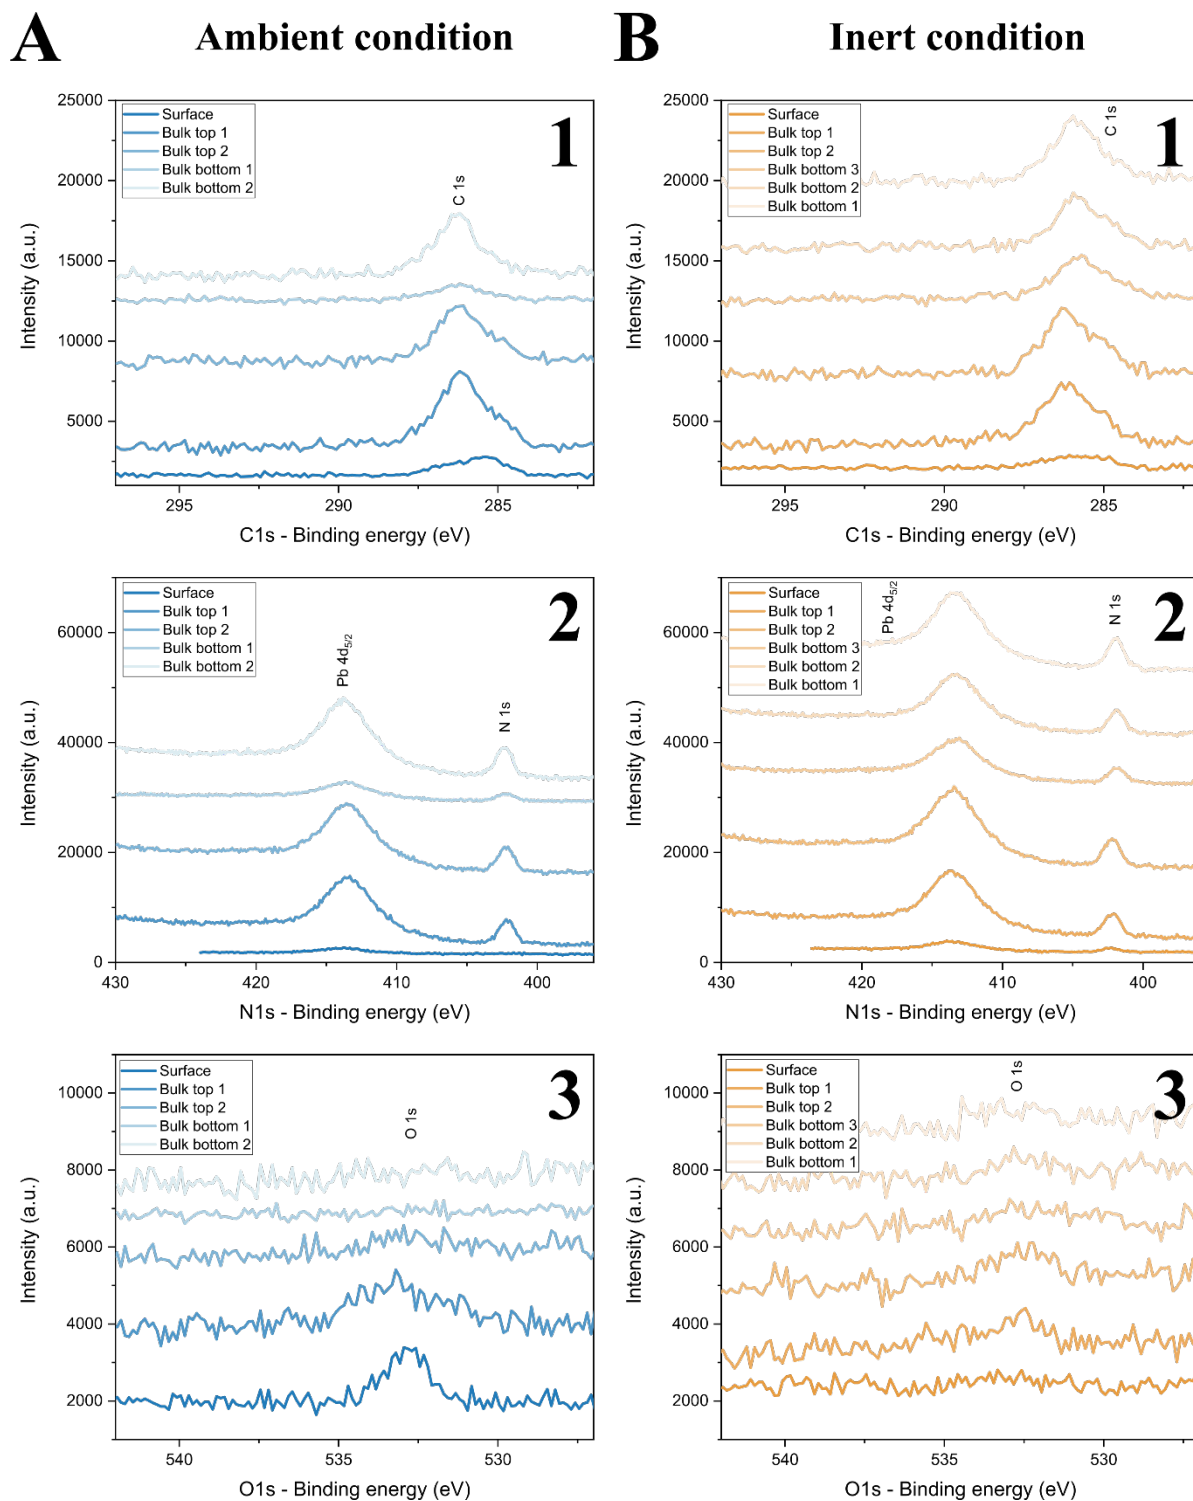 A Ambient condition
B Inert condition
25000
20000
15000
10000
5000
Intensity (a.u.)
Surface
Bulk top 1
Bulk top 2
Bulk bottom 1
Bulk bottom 2
1
C 1s
295
290
285
C1s - Binding energy (eV)
25000
20000
15000
10000
5000
Intensity (a.u.)
Surface
Bulk top 1
Bulk top 2
Bulk bottom 3
Bulk bottom 2
Bulk bottom 1
1
C 1s
295
290
285
C1s - Binding energy (eV)
60000
40000
20000
0
Intensity (a.u.)
Surface
Bulk top 1
Bulk top 2
Bulk bottom 1
Bulk bottom 2
2
Pb 4d5/2
N 1s
430
420
410
400
N1s - Binding energy (eV)
60000
40000
20000
0
Intensity (a.u.)
Surface
Bulk top 1
Bulk top 2
Bulk bottom 3
Bulk bottom 2
Bulk bottom 1
2
Pb 4d5/2
N 1s
430
420
410
400
N1s - Binding energy (eV)
10000
8000
6000
4000
2000
Intensity (a.u.)
Surface
Bulk top 1
Bulk top 2
Bulk bottom 1
Bulk bottom 2
3
O 1s
540
535
530
O1s - Binding energy (eV)
10000
8000
6000
4000
2000
Intensity (a.u.)
Surface
Bulk top 1
Bulk top 2
Bulk bottom 3
Bulk bottom 2
Bulk bottom 1
3
O 1s
540
535
530
O1s - Binding energy (eV)